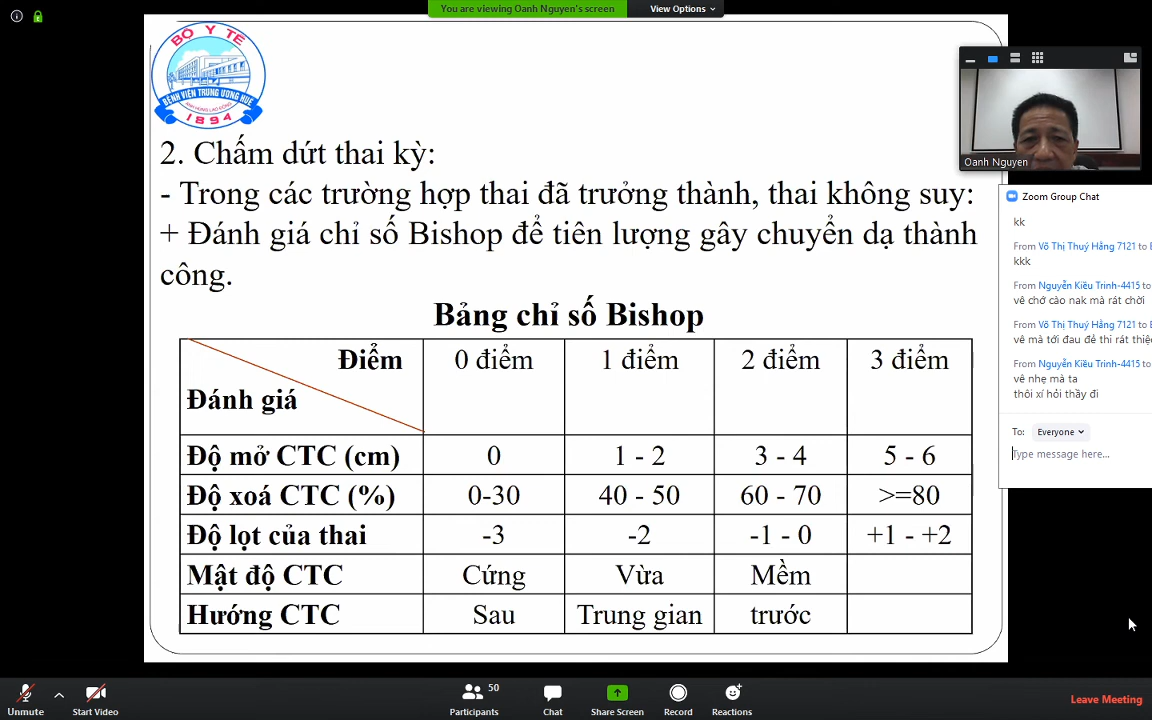 You are viewing Oanh Nguyen's screen
View Options
BỘ Y TẾ
BỆNH VIỆN TRUNG ƯƠNG HUẾ
ANH HÙNG LAO ĐỘNG
1894
2. Chấm dứt thai kỳ:
- Trong các trường hợp thai đã trưởng thành, thai không suy:
+ Đánh giá chỉ số Bishop để tiên lượng gây chuyển dạ thành
công.
Bảng chỉ số Bishop
Điểm 0 điểm 1 điểm 2 điểm 3 điểm
Đánh giá
Độ mở CTC (cm) 0 1 - 2 3 - 4 5 - 6
Độ xoá CTC (%) 0-30 40 - 50 60 - 70 >=80
Độ lọt của thai -3 -2 -1 - 0 +1 - +2
Mật độ CTC Cứng Vừa Mềm
Hướng CTC Sau Trung gian trước
Oanh Nguyen
Zoom Group Chat
kk
From Võ Thị Thuý Hằng 7121 to
kkk
From Nguyễn Kiều Trinh-4415 to
vê chớ cào nak mà rát chời
From Võ Thị Thuý Hằng 7121 to
vê mà tới đau để thì rát
From Nguyễn Kiều Trinh-4415 to
vê nhẹ mà ta
thôi xí hỏi thầy đi
To: Everyone
Type message here...
Unmute
Start Video
Participants 50
Chat
Share Screen
Record
Reactions
Leave Meeting